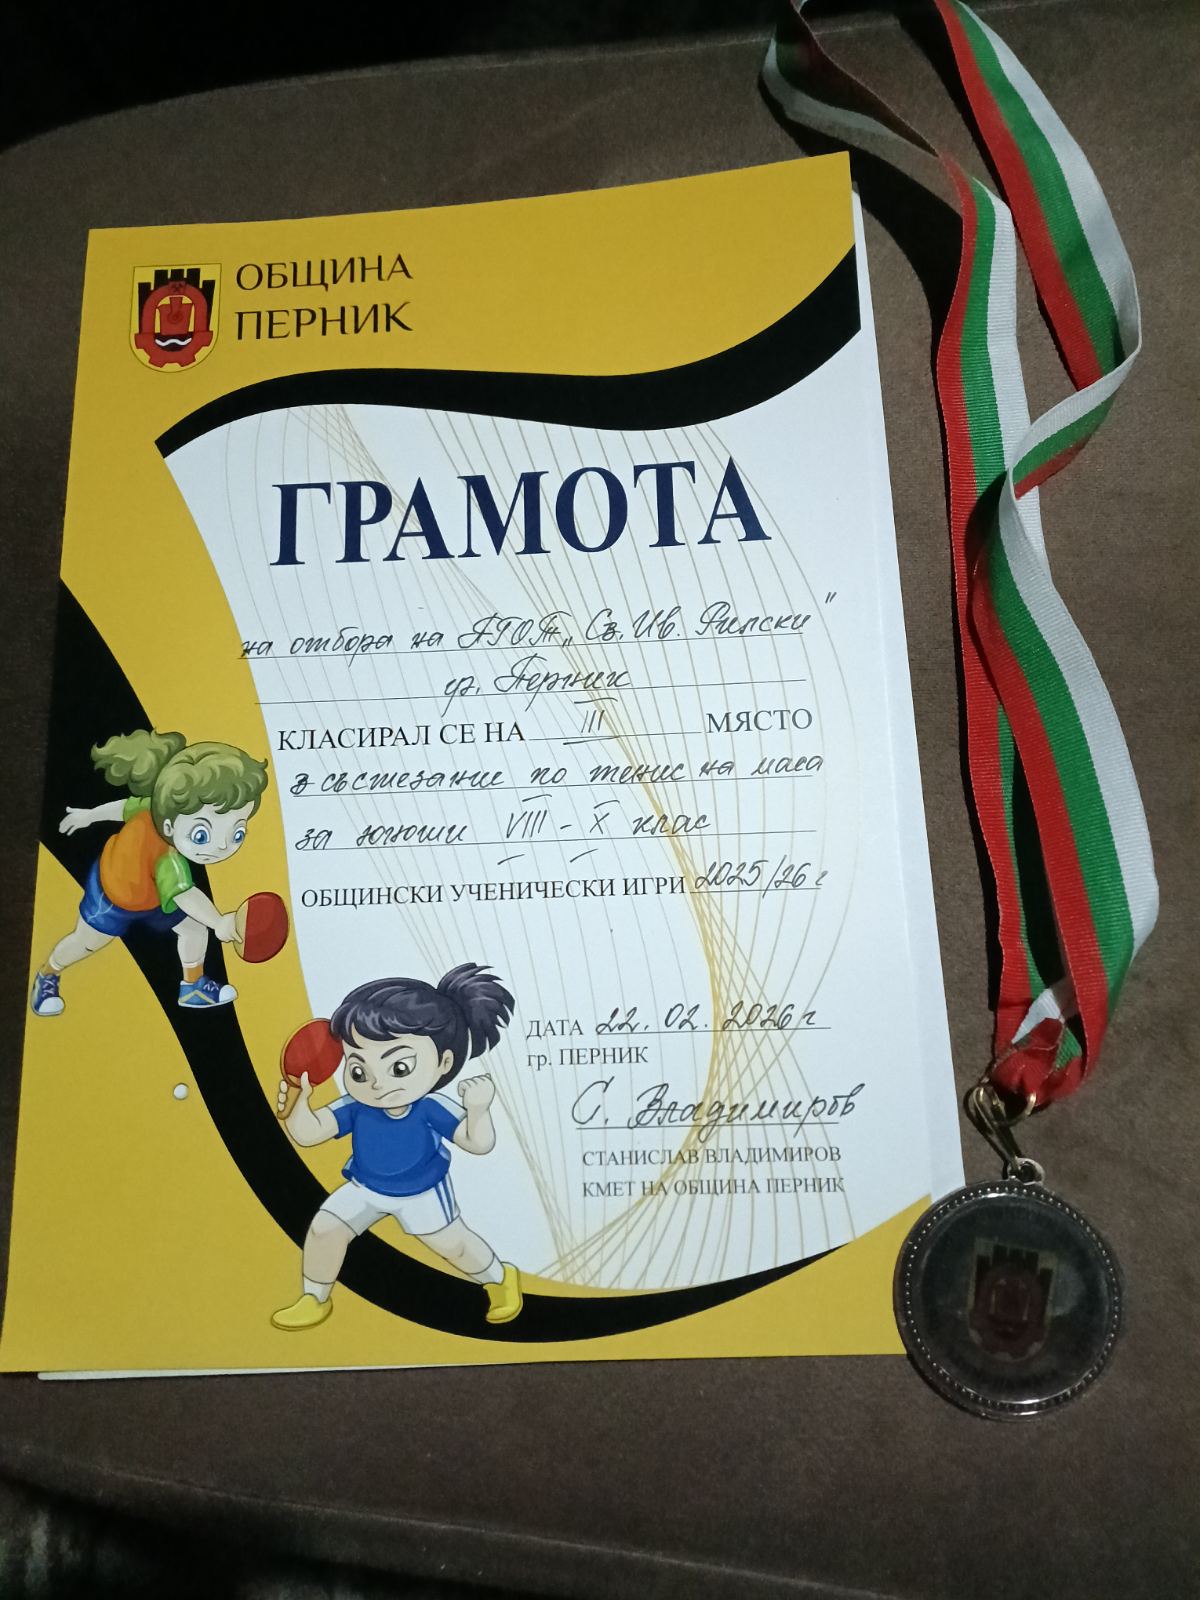 ОБЩИНА
ПЕРНИК
ГРАМОТА
на отбора на ПГОТ „Св. Ив. Рилски"
гр. Перник
КЛАСИРАЛ СЕ НА III МЯСТО
в състезание по тенис на маса
за юноши VIII - X клас
ОБЩИНСКИ УЧЕНИЧЕСКИ ИГРИ 2025/26 г
ДАТА 22. 02. 2026 г
гр. ПЕРНИК
С. Владимиров
СТАНИСЛАВ ВЛАДИМИРОВ
КМЕТ НА ОБЩИНА ПЕРНИК